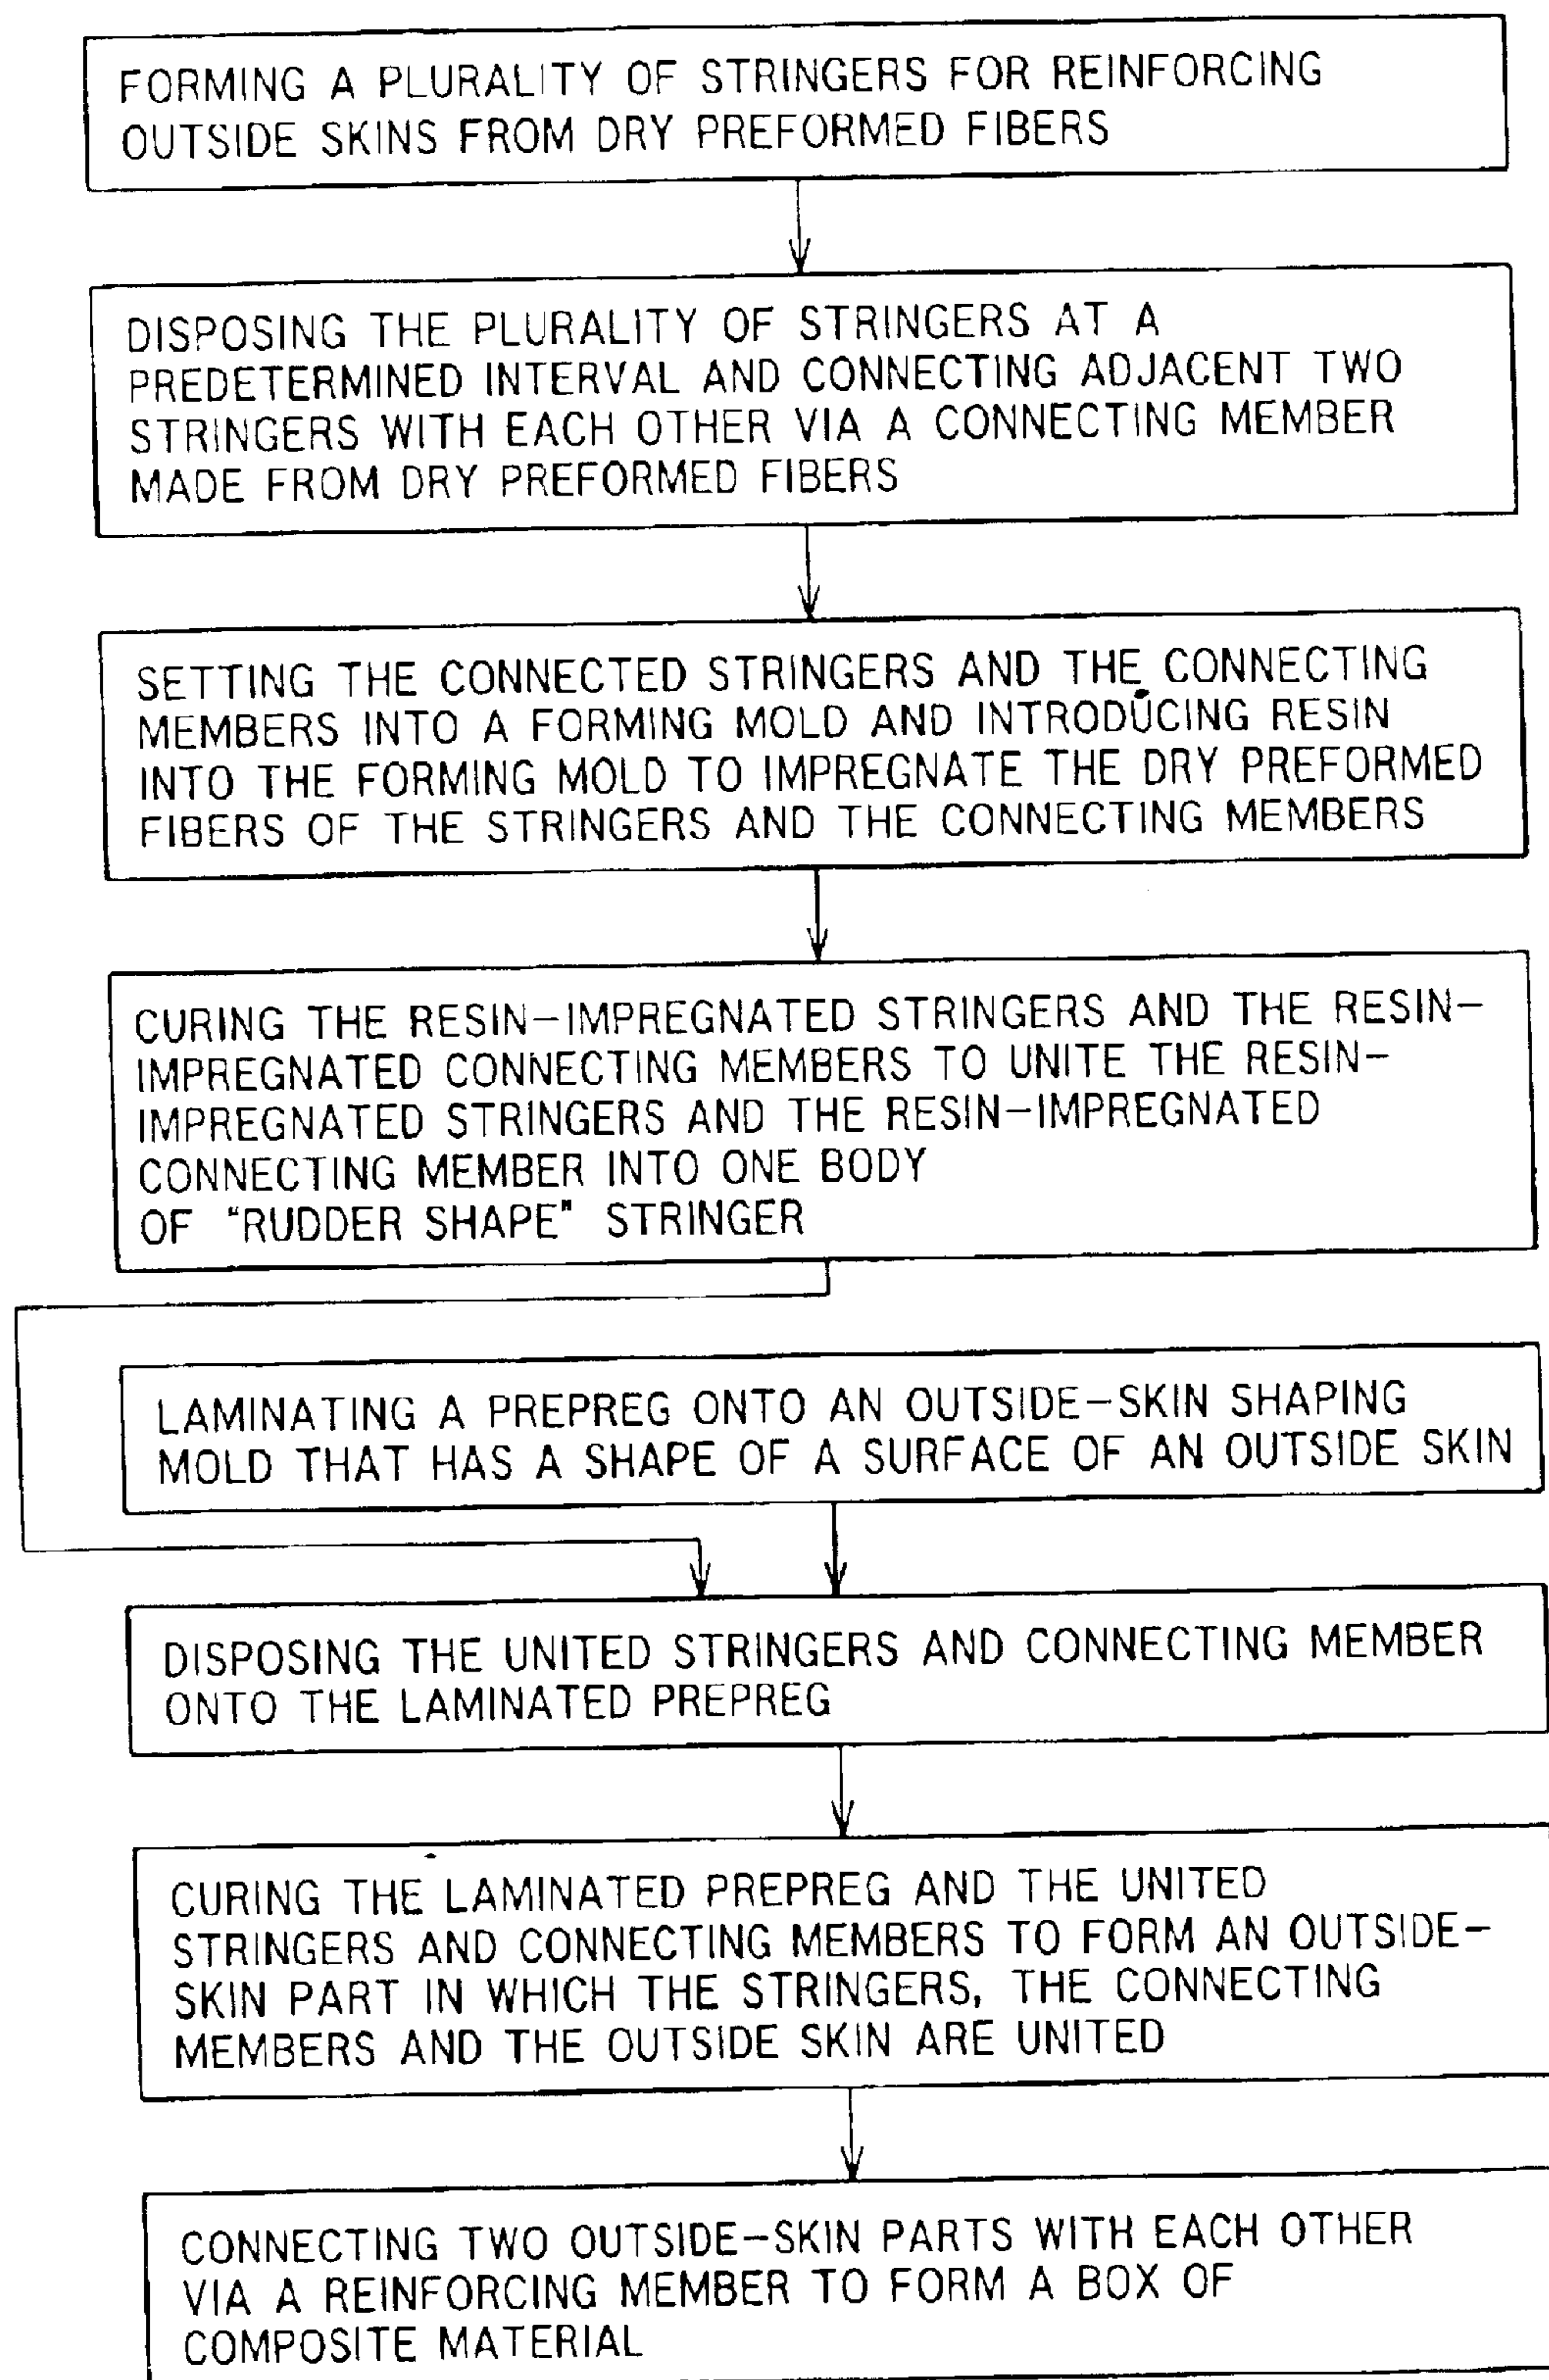 FORMING A PLURALITY OF STRINGERS FOR REINFORCING
OUTSIDE SKINS FROM DRY PREFORMED FIBERS
DISPOSING THE PLURALITY OF STRINGERS AT A
PREDETERMINED INTERVAL AND CONNECTING ADJACENT TWO
STRINGERS WITH EACH OTHER VIA A CONNECTING MEMBER
MADE FROM DRY PREFORMED FIBERS
SETTING THE CONNECTED STRINGERS AND THE CONNECTING
MEMBERS INTO A FORMING MOLD AND INTRODUCING RESIN
INTO THE FORMING MOLD TO IMPREGNATE THE DRY PREFORMED
FIBERS OF THE STRINGERS AND THE CONNECTING MEMBERS
CURING THE RESIN-IMPREGNATED STRINGERS AND THE RESIN-
IMPREGNATED CONNECTING MEMBERS TO UNITE THE RESIN-
IMPREGNATED STRINGERS AND THE RESIN-IMPREGNATED
CONNECTING MEMBER INTO ONE BODY
OF "RUDDER SHAPE" STRINGER
LAMINATING A PREPREG ONTO AN OUTSIDE-SKIN SHAPING
MOLD THAT HAS A SHAPE OF A SURFACE OF AN OUTSIDE SKIN
DISPOSING THE UNITED STRINGERS AND CONNECTING MEMBER
ONTO THE LAMINATED PREPREG
CURING THE LAMINATED PREPREG AND THE UNITED
STRINGERS AND CONNECTING MEMBERS TO FORM AN OUTSIDE-
SKIN PART IN WHICH THE STRINGERS, THE CONNECTING
MEMBERS AND THE OUTSIDE SKIN ARE UNITED
CONNECTING TWO OUTSIDE-SKIN PARTS WITH EACH OTHER
VIA A REINFORCING MEMBER TO FORM A BOX OF
COMPOSITE MATERIAL